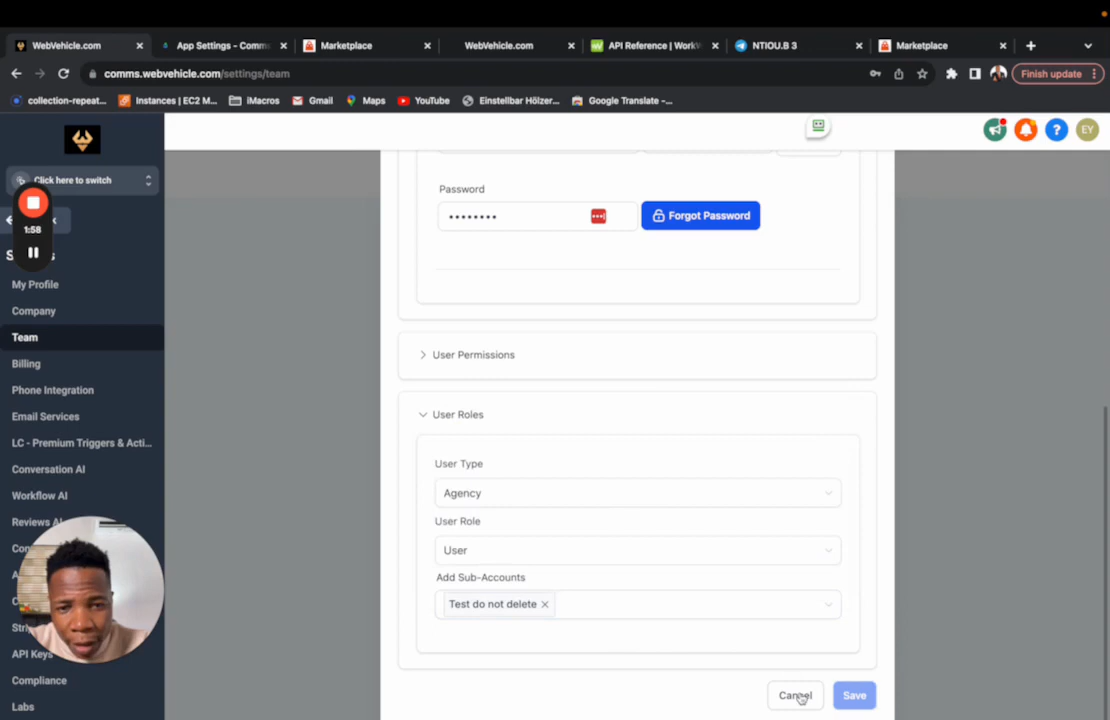 WebVehicle.com
App Settings - Comms
Marketplace
WebVehicle.com
API Reference | WorkW
NTIOU.B 3
Marketplace
comms.webvehicle.com/settings/team
Finish update
collection-repeat...
Instances | EC2 M...
iMacros
Gmail
Maps
YouTube
Einstellbar Hölzer...
Google Translate -...
Click here to switch
EY
1:58
My Profile
Company
Team
Billing
Phone Integration
Email Services
LC - Premium Triggers & Acti...
Conversation AI
Workflow AI
Reviews AI
API Keys
Compliance
Labs
Password
Forgot Password
User Permissions
User Roles
User Type
Agency
User Role
User
Add Sub-Accounts
Test do not delete
Cancel
Save